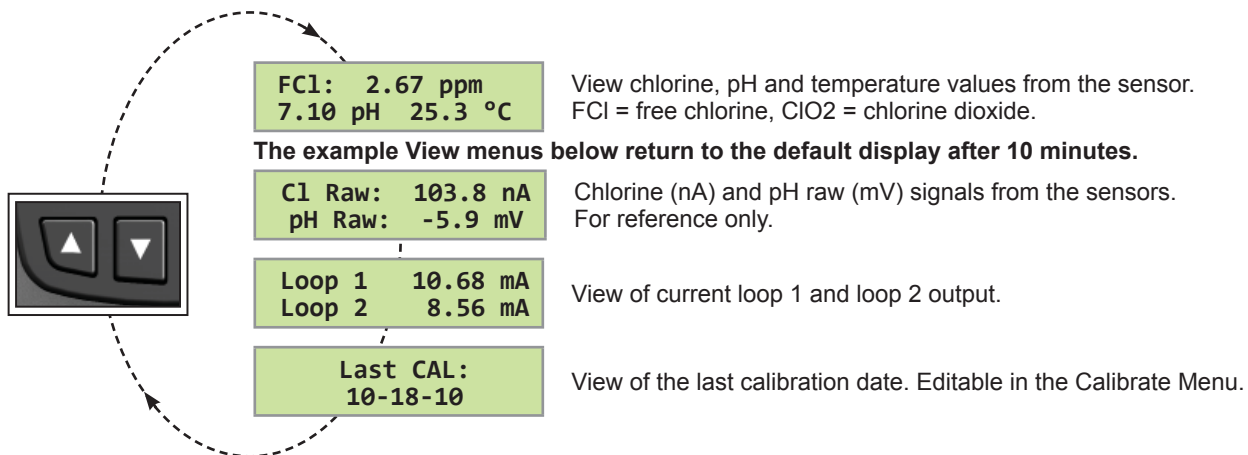 FCl: 2.67 ppm
7.10 pH 25.3 °C
View chlorine, pH and temperature values from the sensor.
FCl = free chlorine, ClO2 = chlorine dioxide.
The example View menus below return to the default display after 10 minutes.
Cl Raw: 103.8 nA
pH Raw: -5.9 mV
Chlorine (nA) and pH raw (mV) signals from the sensors.
For reference only.
Loop 1 10.68 mA
Loop 2 8.56 mA
View of current loop 1 and loop 2 output.
Last CAL:
10-18-10
View of the last calibration date. Editable in the Calibrate Menu.